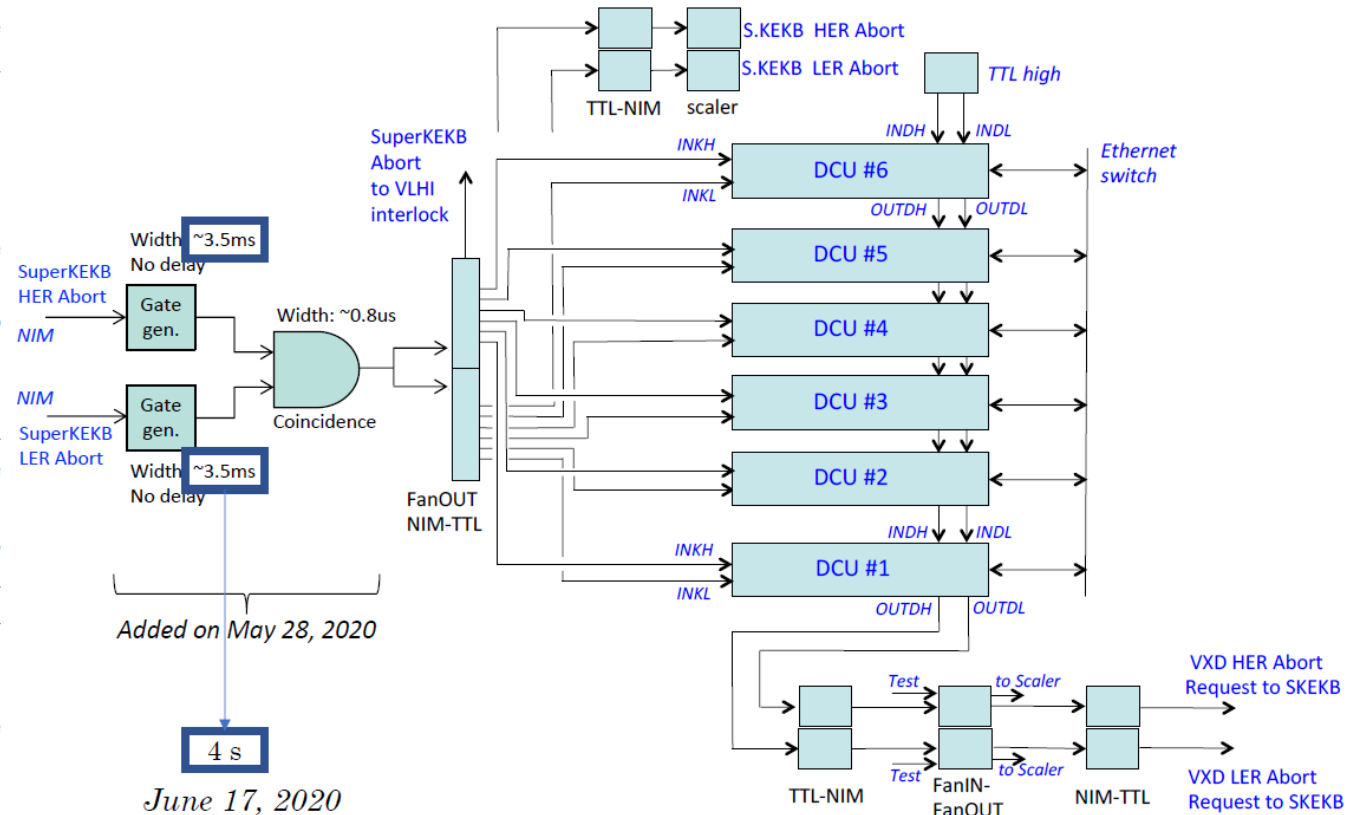 S.KEKB HER Abort
S.KEKB LER Abort
TTL-NIM
scaler
TTL high
SuperKEKB
Abort
to VLHI
interlock
INKH
INKL
INDH
INDL
DCU #6
Ethernet
switch
OUTDH
OUTDL
Width: ~3.5ms
No delay
SuperKEKB
HER Abort
NIM
Gate
gen.
Width: ~0.8us
Coincidence
NIM
SuperKEKB
LER Abort
Gate
gen.
Width: ~3.5ms
No delay
FanOUT
NIM-TTL
DCU #5
DCU #4
DCU #3
DCU #2
INDH
INDL
INKH
INKL
DCU #1
OUTDH
OUTDL
Added on May 28, 2020
4 s
June 17, 2020
Test
to Scaler
VXD HER Abort
Request to SKEKB
Test
to Scaler
TTL-NIM
FanIN-
FanOUT
NIM-TTL
VXD LER Abort
Request to SKEKB